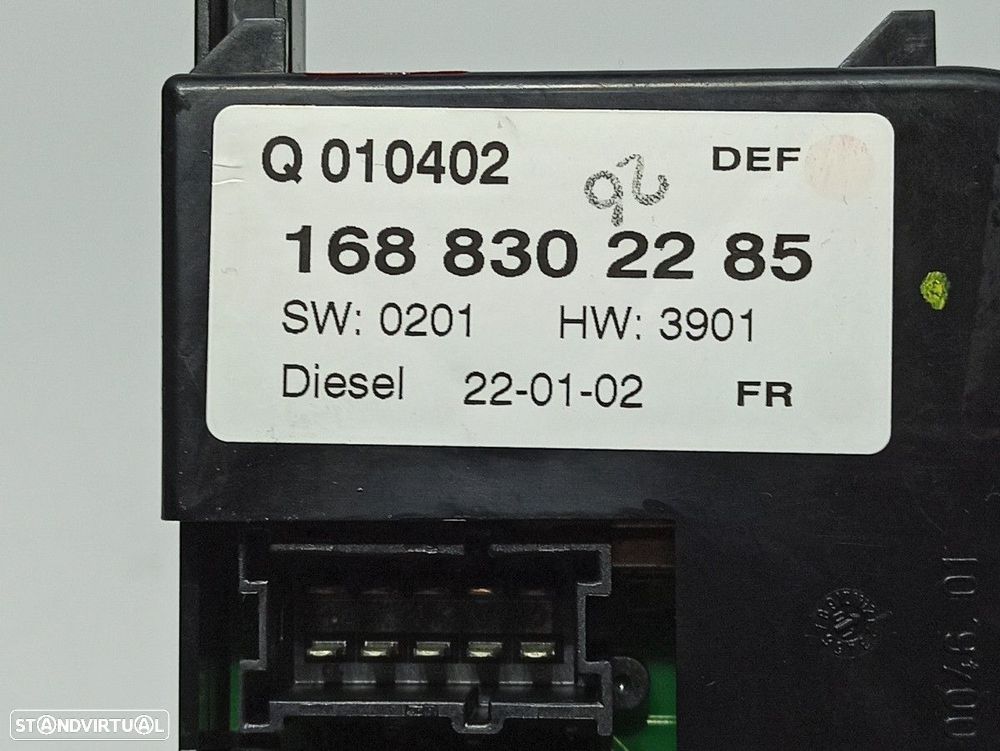 Q 010402 DEF
168 830 22 85
SW: 0201 HW: 3901
Diesel 22-01-02 FR
STANDVIRTUAL